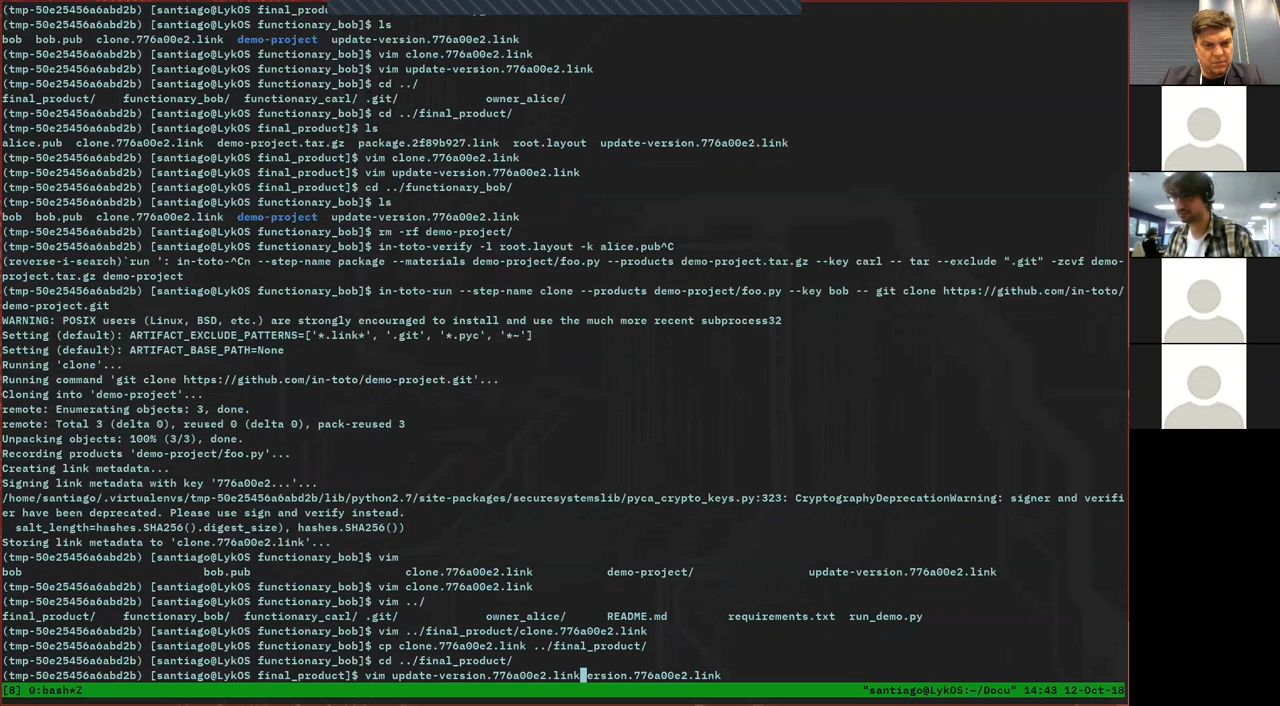 (tmp-50e25456a6abd2b) [santiago@LykOS final_produ
(tmp-50e25456a6abd2b) [santiago@LykOS functionary_bob]$ ls
bob  bob.pub  clone.776a00e2.link  demo-project  update-version.776a00e2.link
(tmp-50e25456a6abd2b) [santiago@LykOS functionary_bob]$ vim clone.776a00e2.link
(tmp-50e25456a6abd2b) [santiago@LykOS functionary_bob]$ vim update-version.776a00e2.link
(tmp-50e25456a6abd2b) [santiago@LykOS functionary_bob]$ cd ../
final_product/    functionary_bob/  functionary_carl/ .git/             owner_alice/
(tmp-50e25456a6abd2b) [santiago@LykOS functionary_bob]$ cd ../final_product/
(tmp-50e25456a6abd2b) [santiago@LykOS final_product]$ ls
alice.pub  clone.776a00e2.link  demo-project.tar.gz  package.2f89b927.link  root.layout  update-version.776a00e2.link
(tmp-50e25456a6abd2b) [santiago@LykOS final_product]$ vim clone.776a00e2.link
(tmp-50e25456a6abd2b) [santiago@LykOS final_product]$ vim update-version.776a00e2.link
(tmp-50e25456a6abd2b) [santiago@LykOS final_product]$ cd ../functionary_bob/
(tmp-50e25456a6abd2b) [santiago@LykOS functionary_bob]$ ls
bob  bob.pub  clone.776a00e2.link  demo-project  update-version.776a00e2.link
(tmp-50e25456a6abd2b) [santiago@LykOS functionary_bob]$ rm -rf demo-project/
(tmp-50e25456a6abd2b) [santiago@LykOS functionary_bob]$ in-toto-verify -l root.layout -k alice.pub^C
(reverse-i-search)`run ': in-toto-^Cn --step-name package --materials demo-project/foo.py --products demo-project.tar.gz --key carl -- tar --exclude ".git" -zcvf demo-
project.tar.gz demo-project
(tmp-50e25456a6abd2b) [santiago@LykOS functionary_bob]$ in-toto-run --step-name clone --products demo-project/foo.py --key bob -- git clone https://github.com/in-toto/
demo-project.git
WARNING: POSIX users (Linux, BSD, etc.) are strongly encouraged to install and use the much more recent subprocess32
Setting (default): ARTIFACT_EXCLUDE_PATTERNS=['*.link*', '.git', '*.pyc', '*~']
Setting (default): ARTIFACT_BASE_PATH=None
Running 'clone'...
Running command 'git clone https://github.com/in-toto/demo-project.git'...
Cloning into 'demo-project'...
remote: Enumerating objects: 3, done.
remote: Total 3 (delta 0), reused 0 (delta 0), pack-reused 3
Unpacking objects: 100% (3/3), done.
Recording products 'demo-project/foo.py'...
Creating link metadata...
Signing link metadata with key '776a00e2...'...
/home/santiago/.virtualenvs/tmp-50e25456a6abd2b/lib/python2.7/site-packages/securesystemslib/pyca_crypto_keys.py:323: CryptographyDeprecationWarning: signer and verifi
er have been deprecated. Please use sign and verify instead.
  salt_length=hashes.SHA256().digest_size), hashes.SHA256())
Storing link metadata to 'clone.776a00e2.link'...
(tmp-50e25456a6abd2b) [santiago@LykOS functionary_bob]$ vim
bob                           bob.pub                       clone.776a00e2.link           demo-project/                 update-version.776a00e2.link
(tmp-50e25456a6abd2b) [santiago@LykOS functionary_bob]$ vim clone.776a00e2.link
(tmp-50e25456a6abd2b) [santiago@LykOS functionary_bob]$ vim ../
final_product/    functionary_bob/  functionary_carl/ .git/             owner_alice/      README.md         requirements.txt  run_demo.py
(tmp-50e25456a6abd2b) [santiago@LykOS functionary_bob]$ vim ../final_product/clone.776a00e2.link
(tmp-50e25456a6abd2b) [santiago@LykOS functionary_bob]$ cp clone.776a00e2.link ../final_product/
(tmp-50e25456a6abd2b) [santiago@LykOS functionary_bob]$ cd ../final_product/
(tmp-50e25456a6abd2b) [santiago@LykOS final_product]$ vim update-version.776a00e2.link ersion.776a00e2.link
[8] 0:bash*Z "santiago@LykOS:~/Docu" 14:43 12-Oct-18